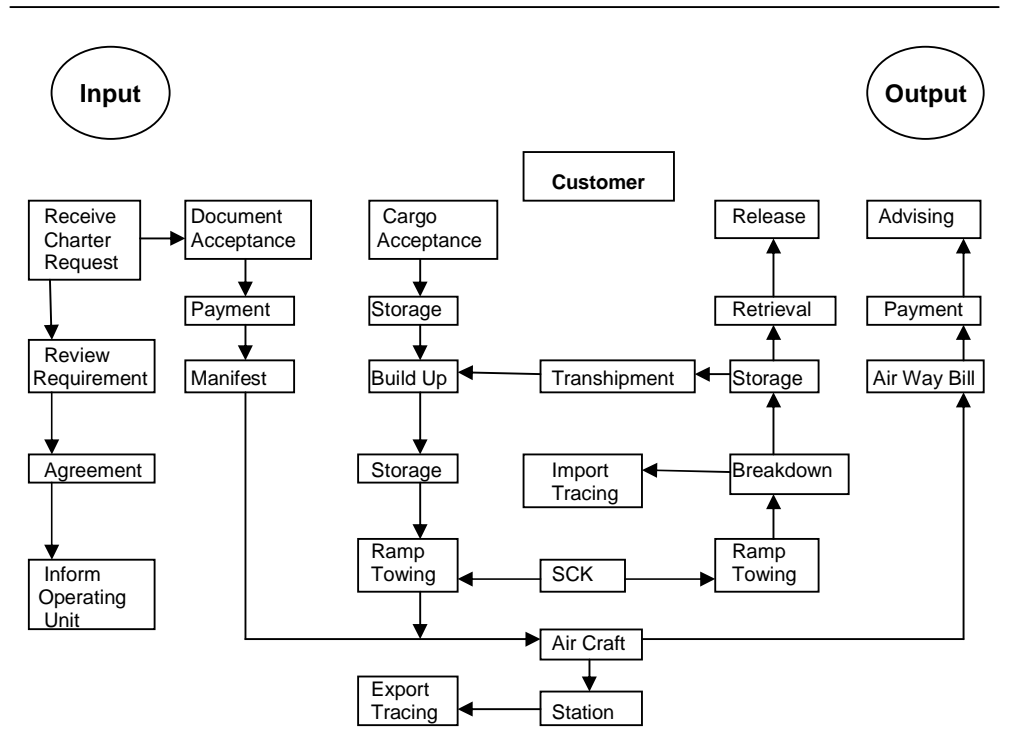 Input
Output
Customer
Receive
Charter
Request
Document
Acceptance
Cargo
Acceptance
Release
Advising
Payment
Storage
Retrieval
Payment
Review
Requirement
Manifest
Build Up
Transhipment
Storage
Air Way Bill
Agreement
Storage
Import
Tracing
Breakdown
Inform
Operating
Unit
Ramp
Towing
SCK
Ramp
Towing
Air Craft
Export
Tracing
Station